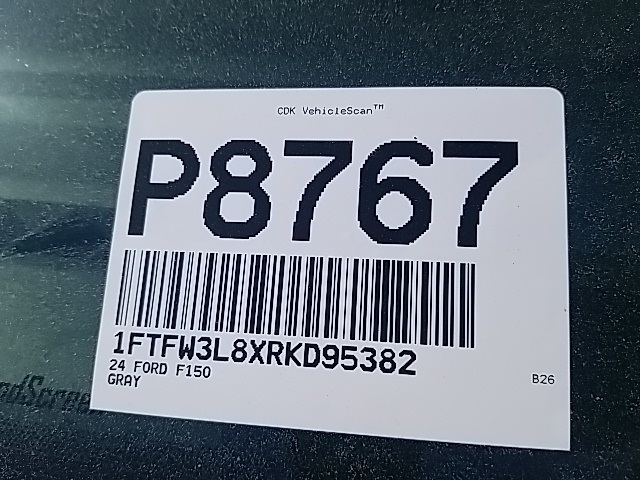 CDK VehicleScan™
P8767
1FTFW3L8XRKD95382
24 FORD F150
GRAY
B26